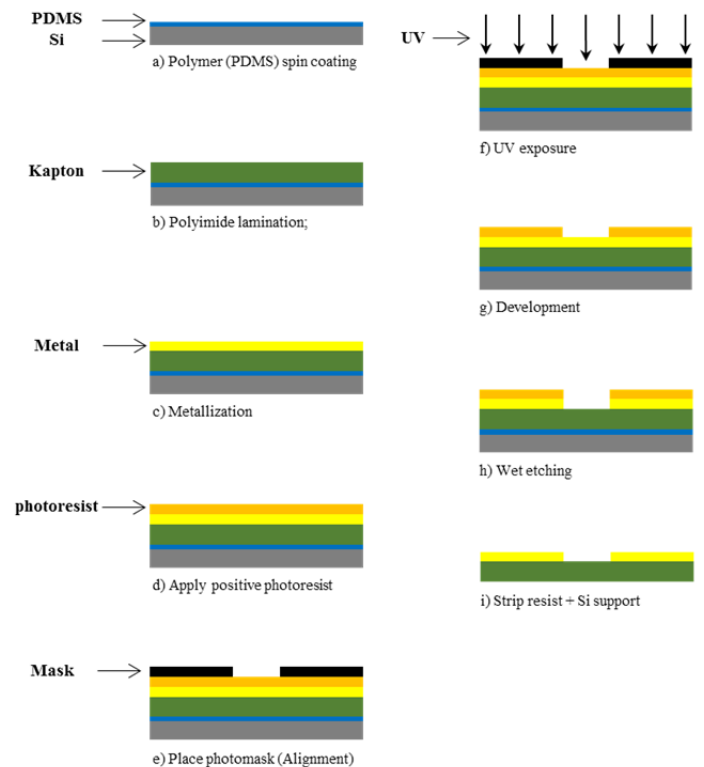 PDMS
Si
a) Polymer (PDMS) spin coating
Kapton
b) Polyimide lamination;
Metal
c) Metallization
photoresist
d) Apply positive photoresist
Mask
e) Place photomask (Alignment)
UV
f) UV exposure
g) Development
h) Wet etching
i) Strip resist + Si support